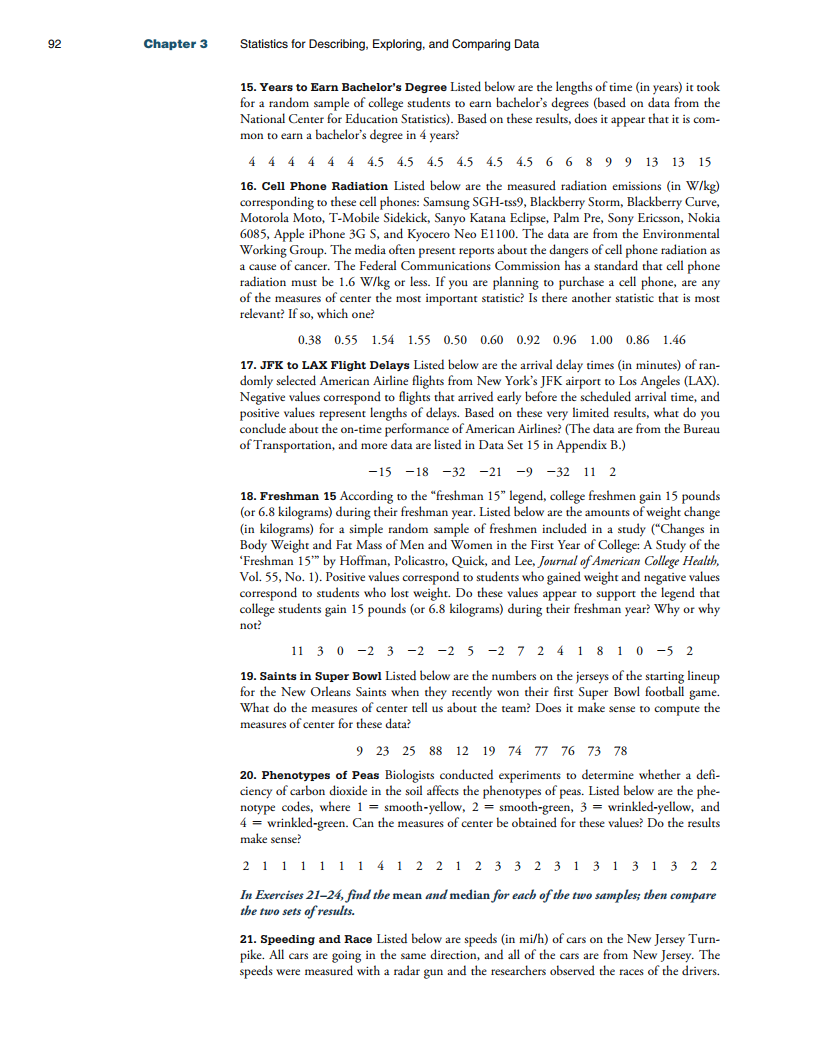 92 Chapter 3 Statistics for Describing, Exploring, and Comparing Data
15. Years to Earn Bachelor's Degree Listed below are the lengths of time (in years) it took
for a random sample of college students to earn bachelor's degrees (based on data from the
National Center for Education Statistics). Based on these results, does it appear that it is com-
mon to earn a bachelor's degree in 4 years?
4 4 4 4 4 4 4.5 4.5 4.5 4.5 4.5 4.5 6 6 8 9 9 13 13 15
16. Cell Phone Radiation Listed below are the measured radiation emissions (in W/kg)
corresponding to these cell phones: Samsung SGH-tss9, Blackberry Storm, Blackberry Curve,
Motorola Moto, T-Mobile Sidekick, Sanyo Katana Eclipse, Palm Pre, Sony Ericsson, Nokia
6085, Apple iPhone 3G S, and Kyocero Neo E1100. The data are from the Environmental
Working Group. The media often present reports about the dangers of cell phone radiation as
a cause of cancer. The Federal Communications Commission has a standard that cell phone
radiation must be 1.6 W/kg or less. If you are planning to purchase a cell phone, are any
of the measures of center the most important statistic? Is there another statistic that is most
relevant? If so, which one?
0.38 0.55 1.54 1.55 0.50 0.60 0.92 0.96 1.00 0.86 1.46
17. JFK to LAX Flight Delays Listed below are the arrival delay times (in minutes) of ran-
domly selected American Airline flights from New York's JFK airport to Los Angeles (LAX).
Negative values correspond to flights that arrived early before the scheduled arrival time, and
positive values represent lengths of delays. Based on these very limited results, what do you
conclude about the on-time performance of American Airlines? (The data are from the Bureau
of Transportation, and more data are listed in Data Set 15 in Appendix B.)
−15 −18 −32 −21 −9 −32 11 2
18. Freshman 15 According to the "freshman 15" legend, college freshmen gain 15 pounds
(or 6.8 kilograms) during their freshman year. Listed below are the amounts of weight change
(in kilograms) for a simple random sample of freshmen included in a study ("Changes in
Body Weight and Fat Mass of Men and Women in the First Year of College: A Study of the
'Freshman 15'" by Hoffman, Policastro, Quick, and Lee, Journal of American College Health,
Vol. 55, No. 1). Positive values correspond to students who gained weight and negative values
correspond to students who lost weight. Do these values appear to support the legend that
college students gain 15 pounds (or 6.8 kilograms) during their freshman year? Why or why
not?
11 3 0 −2 3 −2 −2 5 −2 7 2 4 1 8 1 0 −5 2
19. Saints in Super Bowl Listed below are the numbers on the jerseys of the starting lineup
for the New Orleans Saints when they recently won their first Super Bowl football game.
What do the measures of center tell us about the team? Does it make sense to compute the
measures of center for these data?
9 23 25 88 12 19 74 77 76 73 78
20. Phenotypes of Peas Biologists conducted experiments to determine whether a defi-
ciency of carbon dioxide in the soil affects the phenotypes of peas. Listed below are the phe-
notype codes, where 1 = smooth-yellow, 2 = smooth-green, 3 = wrinkled-yellow, and
4 = wrinkled-green. Can the measures of center be obtained for these values? Do the results
make sense?
2 1 1 1 1 1 1 4 1 2 2 1 2 3 3 2 3 1 3 1 3 1 3 2 2
In Exercises 21–24, find the mean and median for each of the two samples; then compare
the two sets of results.
21. Speeding and Race Listed below are speeds (in mi/h) of cars on the New Jersey Turn-
pike. All cars are going in the same direction, and all of the cars are from New Jersey. The
speeds were measured with a radar gun and the researchers observed the races of the drivers.